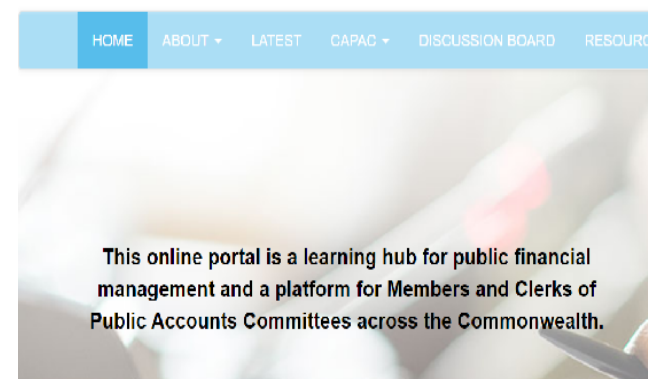 HOME ABOUT LATEST CAPAC DISCUSSION BOARD
This online portal is a learning hub for public financial
management and a platform for Members and Clerks of
Public Accounts Committees across the Commonwealth.